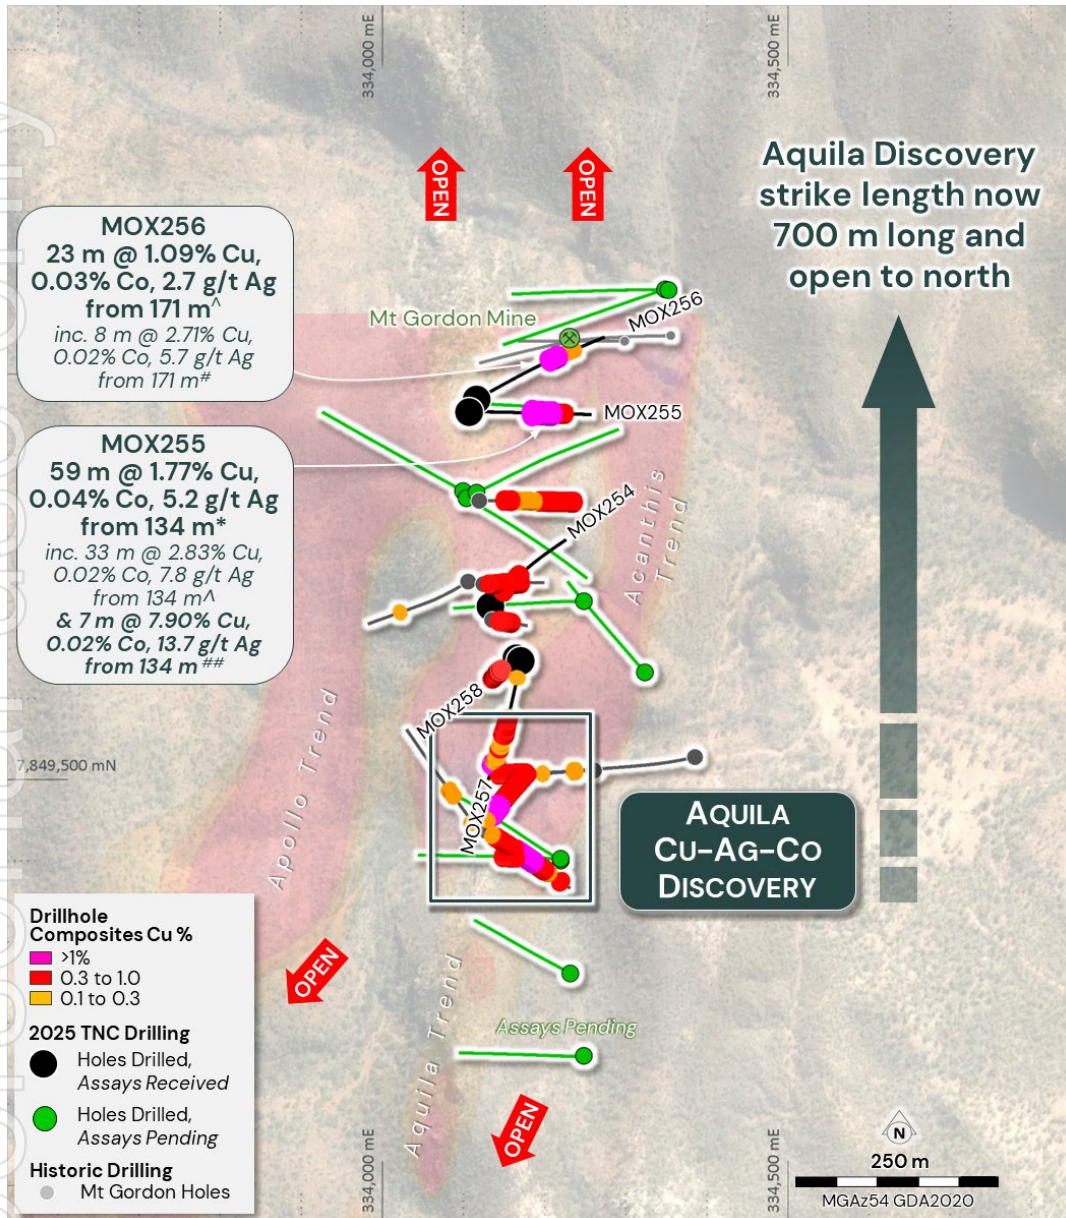 334,000 mE
334,500 mE
OPEN
OPEN
Aquila Discovery
strike length now
700 m long and
open to north
MOX256
23 m @ 1.09% Cu,
0.03% Co, 2.7 g/t Ag
from 171 m^
inc. 8 m @ 2.71% Cu,
0.02% Co, 5.7 g/t Ag
from 171 m#
Mt Gordon Mine
MOX256
MOX255
MOX255
59 m @ 1.77% Cu,
0.04% Co, 5.2 g/t Ag
from 134 m*
inc. 33 m @ 2.83% Cu,
0.02% Co, 7.8 g/t Ag
from 134 m^
& 7 m @ 7.90% Cu,
0.02% Co, 13.7 g/t Ag
from 134 m ##
MOX254
Acanthis
Trend
MOX258
MOX257
Apollo Trend
7,849,500 mN
AQUILA
CU-AG-CO
DISCOVERY
OPEN
Aquila Trend
Assays Pending
OPEN
Drillhole
Composites Cu %
>1%
0.3 to 1.0
0.1 to 0.3
2025 TNC Drilling
Holes Drilled,
Assays Received
Holes Drilled,
Assays Pending
Historic Drilling
Mt Gordon Holes
334,000 mE
334,500 mE
N
250 m
MGAz54 GDA2020